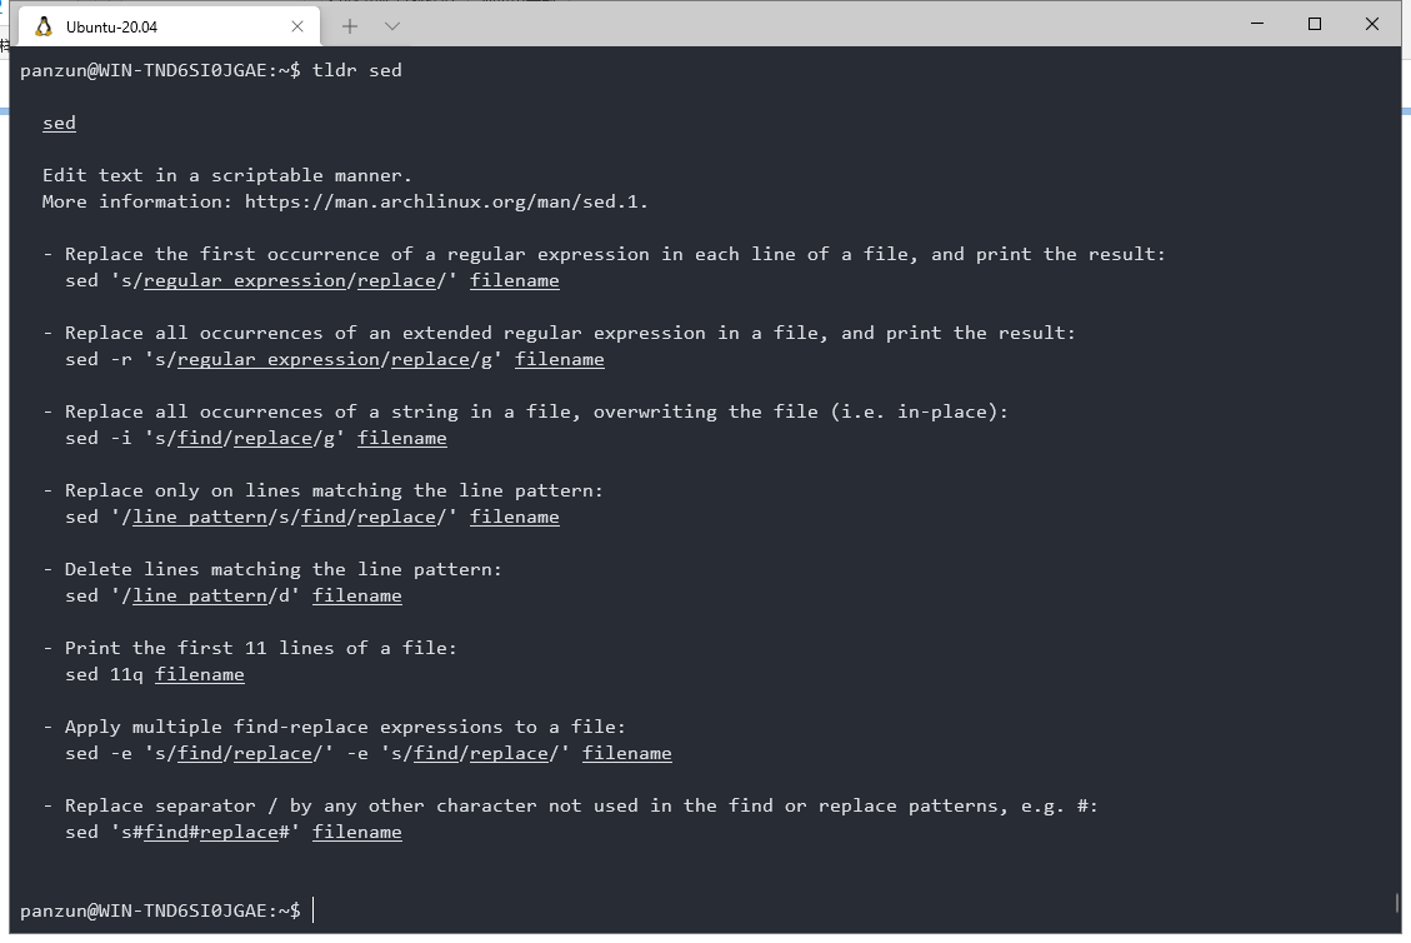 Ubuntu-20.04
panzun@WIN-TND6SI0JGAE:~$ tldr sed
sed
Edit text in a scriptable manner.
More information: https://man.archlinux.org/man/sed.1.
- Replace the first occurrence of a regular expression in each line of a file, and print the result:
sed 's/regular_expression/replace/' filename
- Replace all occurrences of an extended regular expression in a file, and print the result:
sed -r 's/regular_expression/replace/g' filename
- Replace all occurrences of a string in a file, overwriting the file (i.e. in-place):
sed -i 's/find/replace/g' filename
- Replace only on lines matching the line pattern:
sed '/line_pattern/s/find/replace/' filename
- Delete lines matching the line pattern:
sed '/line_pattern/d' filename
- Print the first 11 lines of a file:
sed 11q filename
- Apply multiple find-replace expressions to a file:
sed -e 's/find/replace/' -e 's/find/replace/' filename
- Replace separator / by any other character not used in the find or replace patterns, e.g. #:
sed 's#find#replace#' filename
panzun@WIN-TND6SI0JGAE:~$